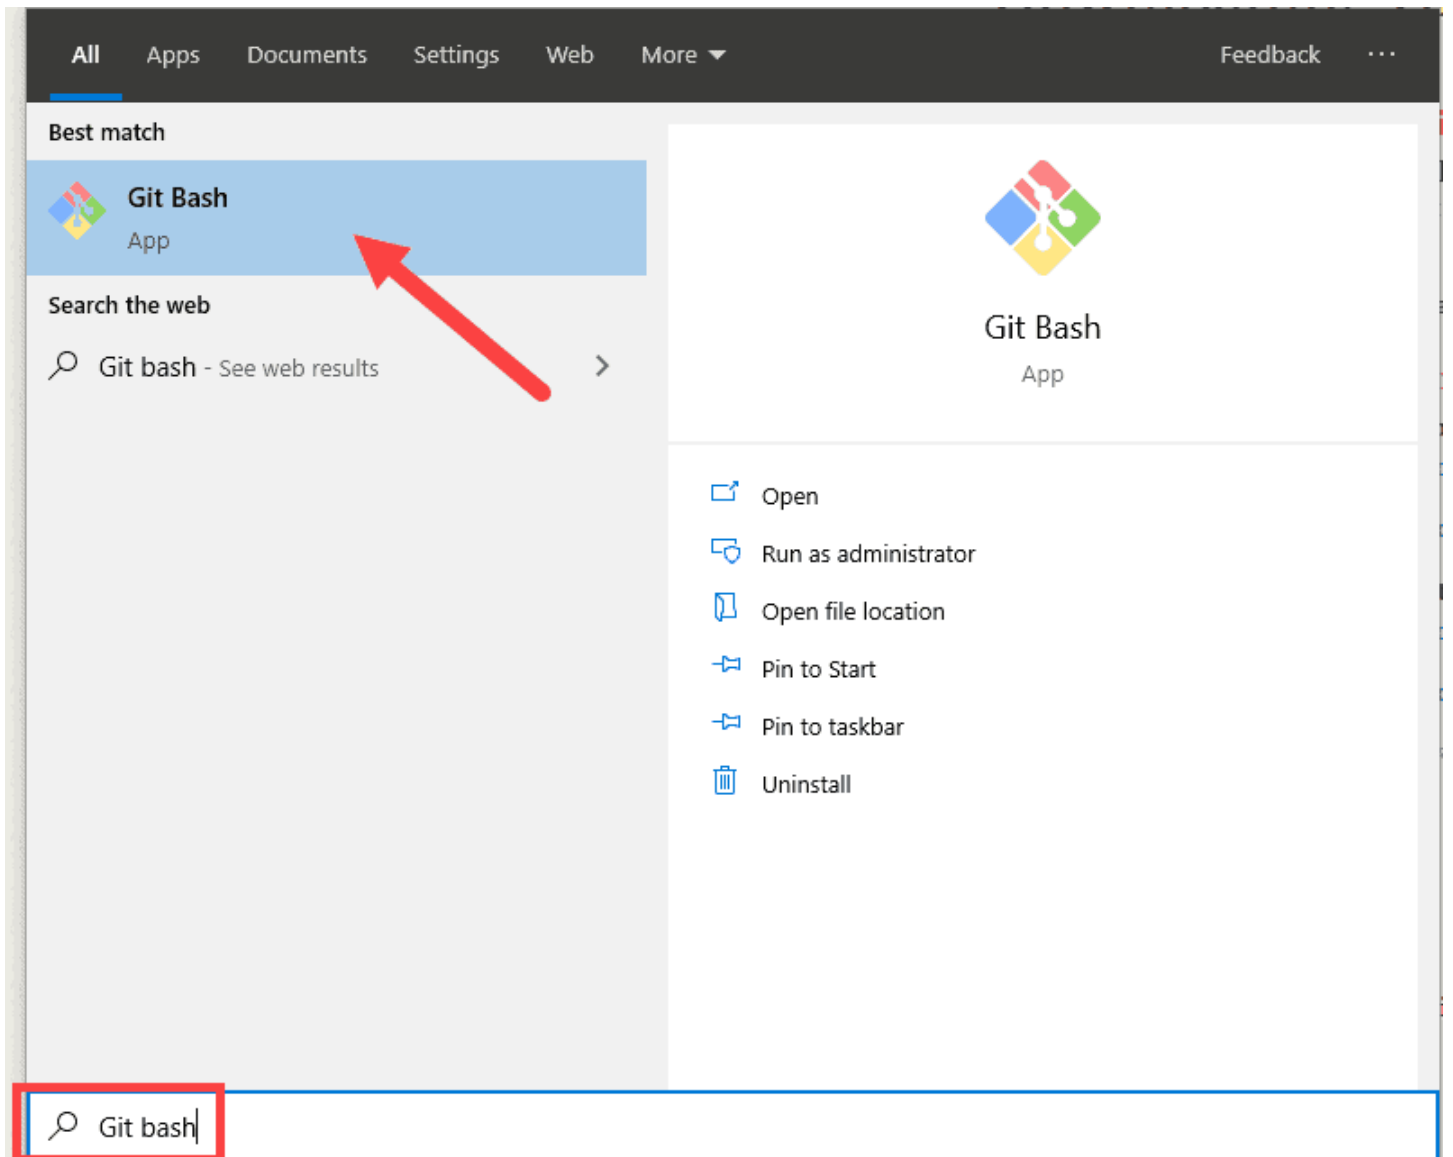 All Apps Documents Settings Web More Feedback ...
Best match
Git Bash
App
Search the web
Git bash - See web results
Git Bash
App
Open
Run as administrator
Open file location
Pin to Start
Pin to taskbar
Uninstall
Git bash